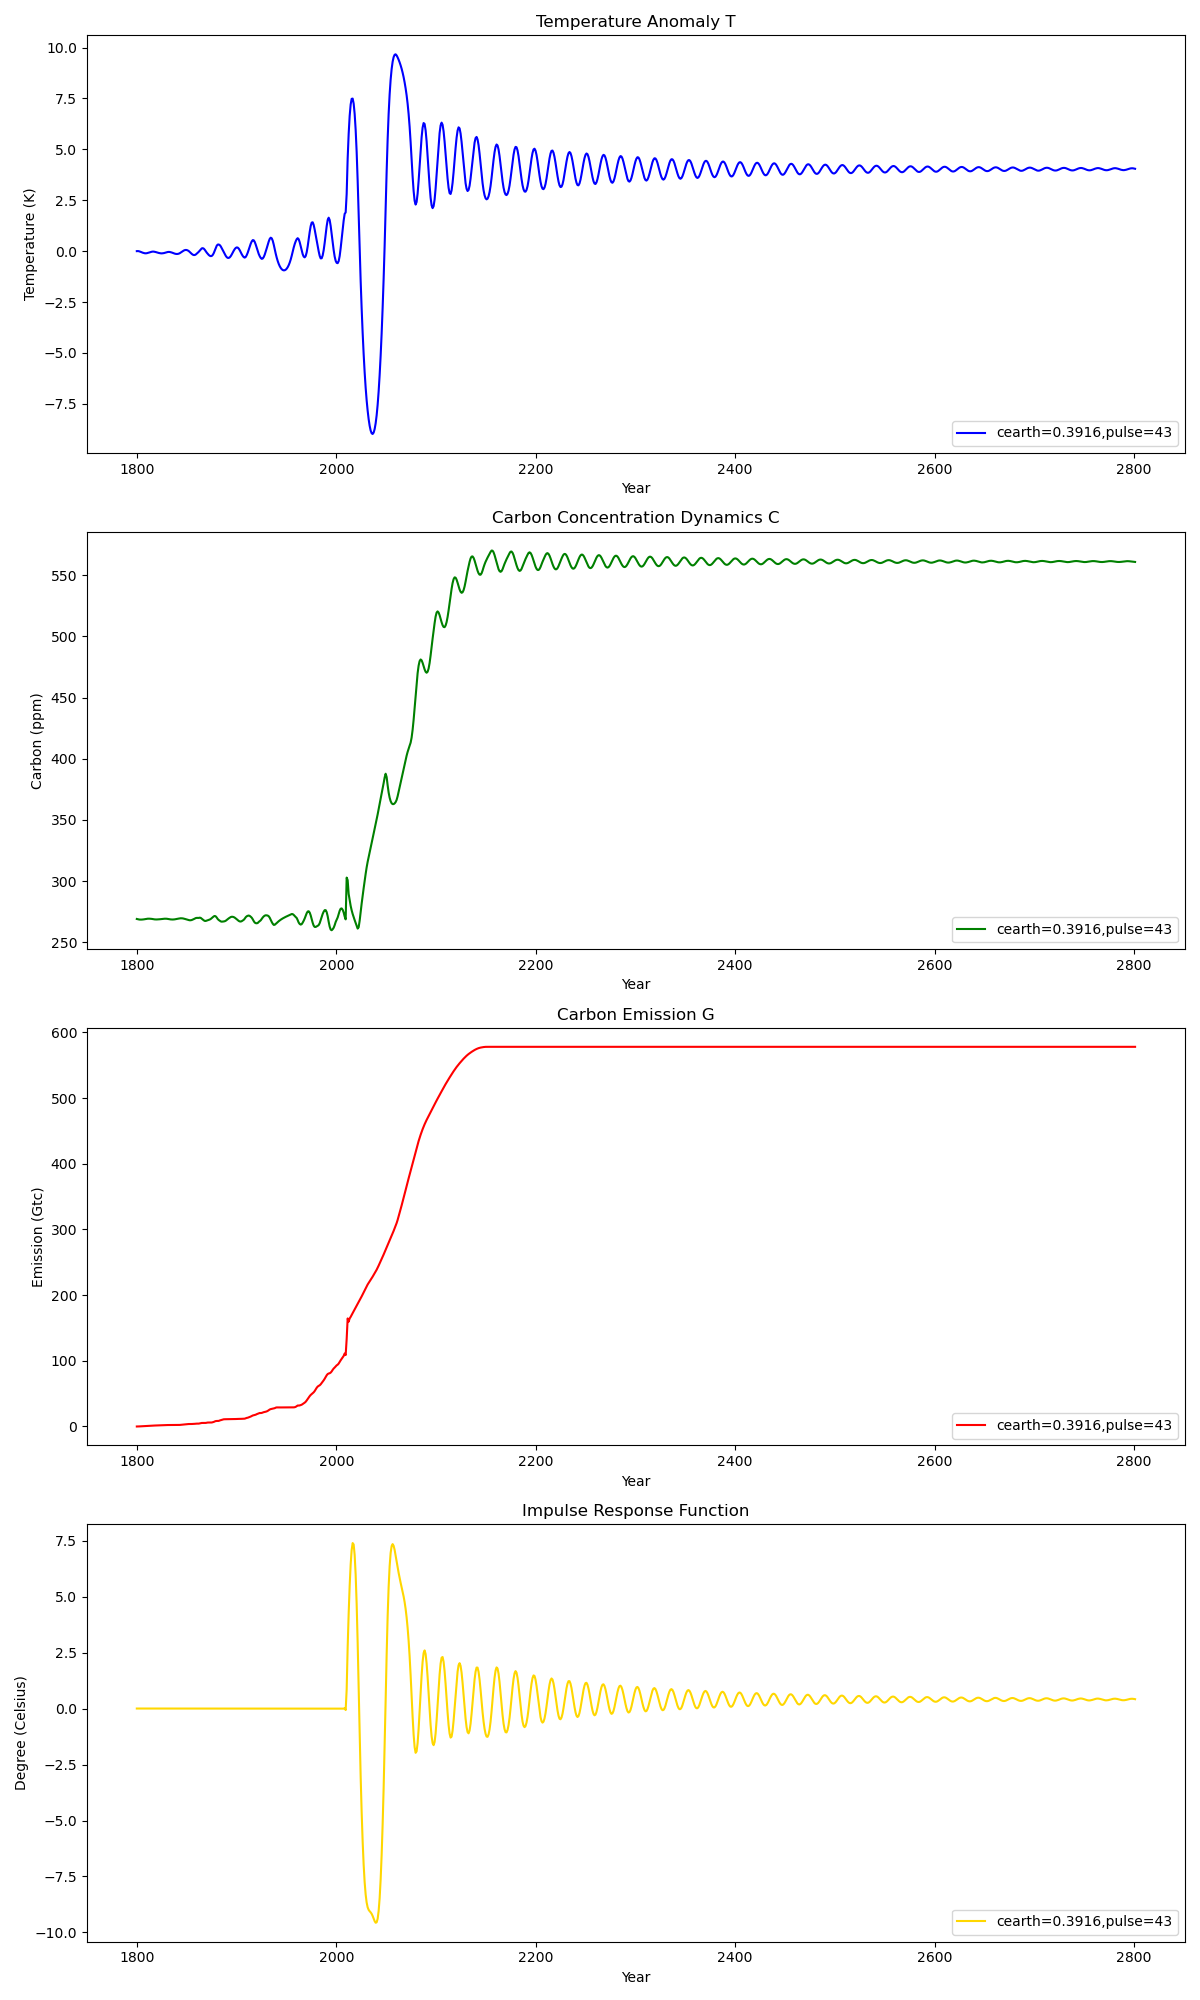 Temperature Anomaly T
10.0
7.5
5.0
2.5
0.0
−2.5
−5.0
−7.5
Temperature (K)
cearth=0.3916,pulse=43
1800 2000 2200 2400 2600 2800
Year
Carbon Concentration Dynamics C
550
500
450
400
350
300
250
Carbon (ppm)
cearth=0.3916,pulse=43
1800 2000 2200 2400 2600 2800
Year
Carbon Emission G
600
500
400
300
200
100
0
Emission (Gtc)
cearth=0.3916,pulse=43
1800 2000 2200 2400 2600 2800
Year
Impulse Response Function
7.5
5.0
2.5
0.0
−2.5
−5.0
−7.5
−10.0
Degree (Celsius)
cearth=0.3916,pulse=43
1800 2000 2200 2400 2600 2800
Year